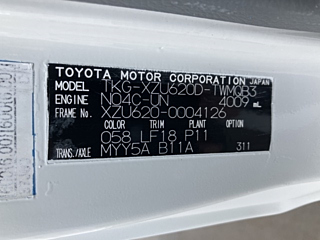 TOYOTA MOTOR CORPORATION JAPAN
MODEL TKG-XZU620D-TWMQB3
ENGINE N04C-UN 4009 mL
FRAME No. XZU620-0004126
COLOR TRIM PLANT OPTION
058 LF18 P11
TRANS./AXLE MYY5A B11A 311